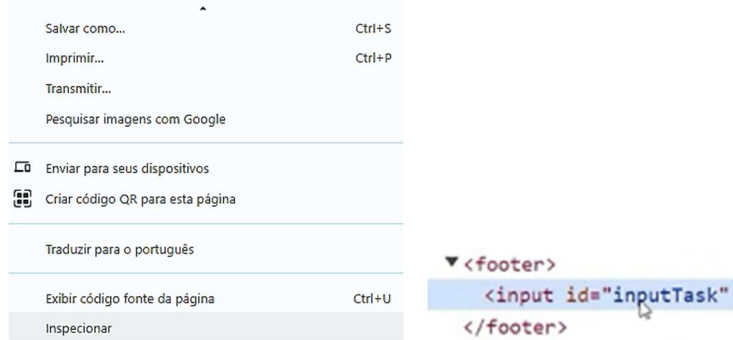 Salvar como... Ctrl+S
Imprimir... Ctrl+P
Transmitir...
Pesquisar imagens com Google
Enviar para seus dispositivos
Criar código QR para esta página
Traduzir para o português
Exibir código fonte da página Ctrl+U
Inspecionar
<footer>
<input id="inputTask"
</footer>